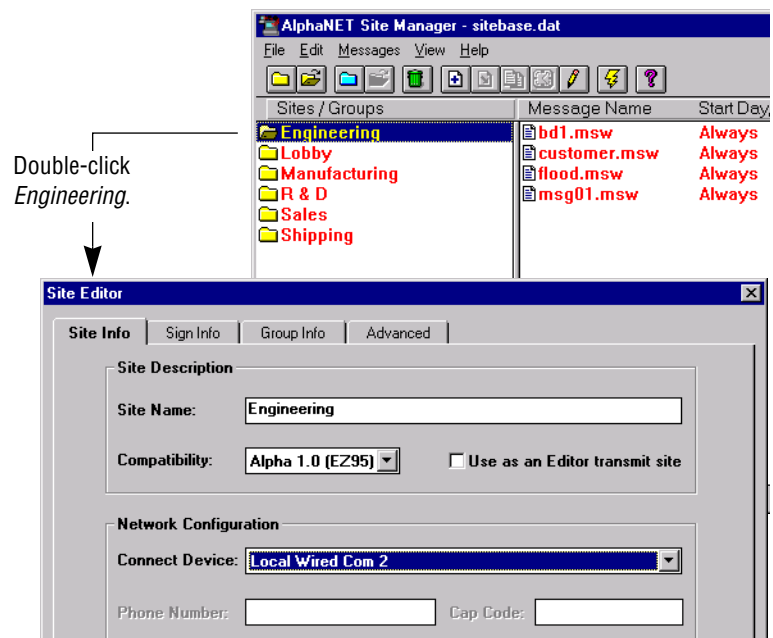 AlphaNET Site Manager - sitebase.dat
File Edit Messages View Help
Sites / Groups Message Name Start Day,
Engineering bd1.msw Always
Lobby customer.msw Always
Manufacturing flood.msw Always
R & D msg01.msw Always
Sales
Shipping
Double-click
Engineering.
Site Editor
Site Info Sign Info Group Info Advanced
Site Description
Site Name: Engineering
Compatibility: Alpha 1.0 (EZ95) Use as an Editor transmit site
Network Configuration
Connect Device: Local Wired Com 2
Phone Number: Cap Code: